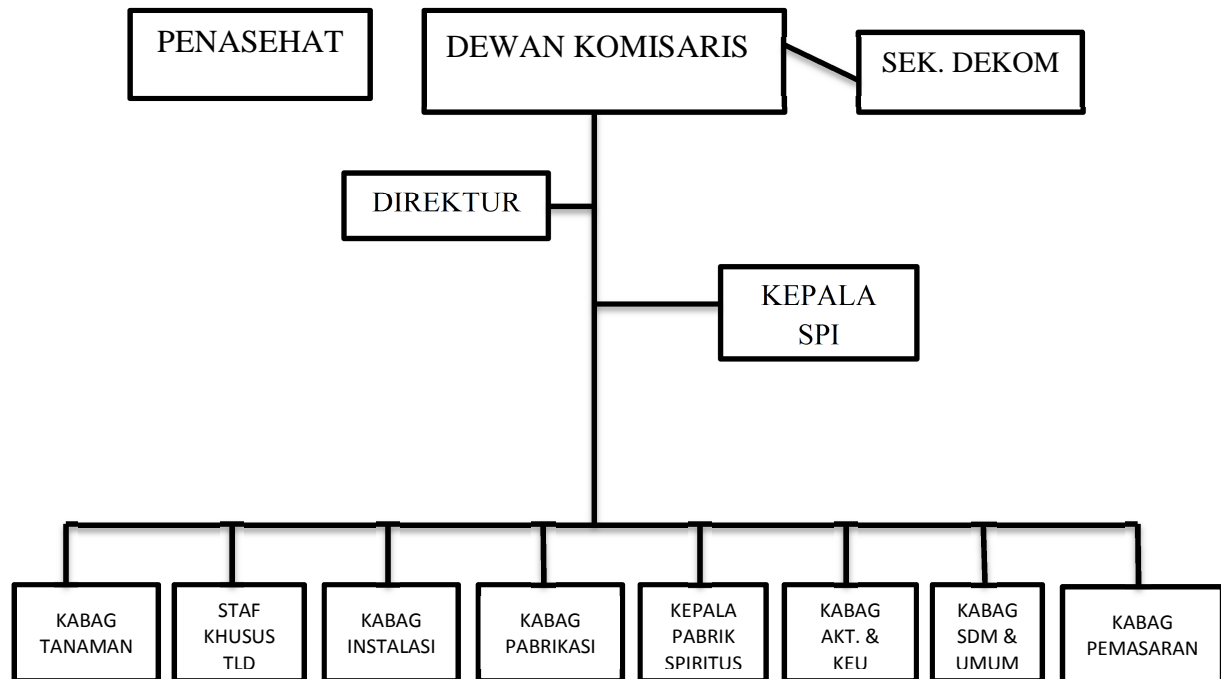 PENASEHAT
DEWAN KOMISARIS
SEK. DEKOM
DIREKTUR
KEPALA
SPI
KABAG
TANAMAN
STAF
KHUSUS
TLD
KABAG
INSTALASI
KABAG
PABRIKASI
KEPALA
PABRIK
SPIRITUS
KABAG
AKT. &
KEU
KABAG
SDM &
UMUM
KABAG
PEMASARAN